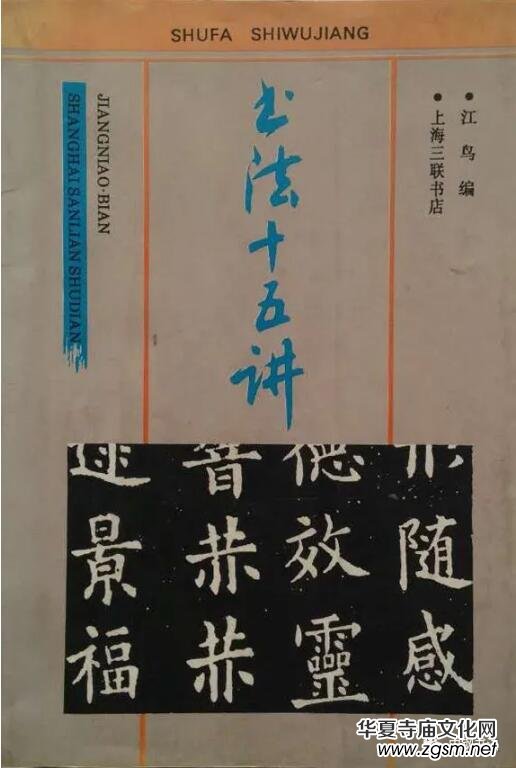 SHUFA SHIWUJIANG
书法十五讲
江鸟编
上海三联书店
JIANGNIAO·BIAN
SHANGHAI SANLIAN SHUDIAN
随感
德效靈
音恭恭
景福
华夏寺庙文化网
www.zgsm.net